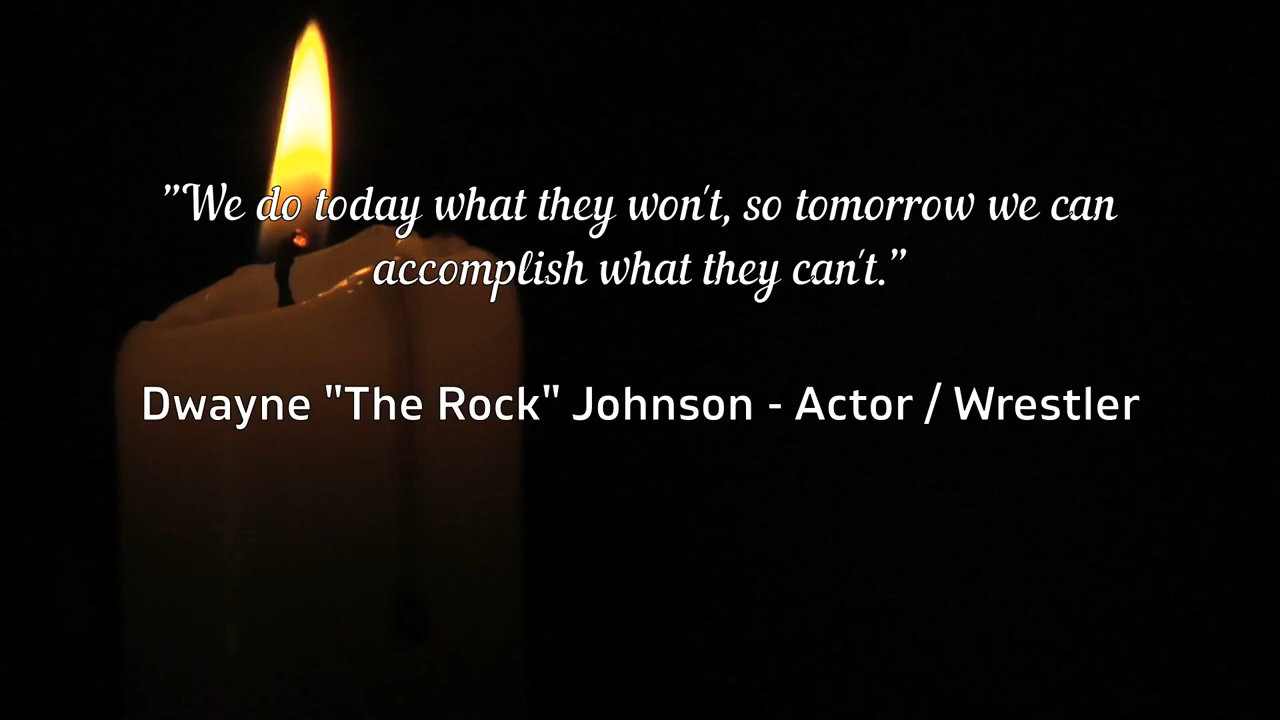 ”We do today what they won't, so tomorrow we can
accomplish what they can't.”
Dwayne "The Rock" Johnson - Actor / Wrestler